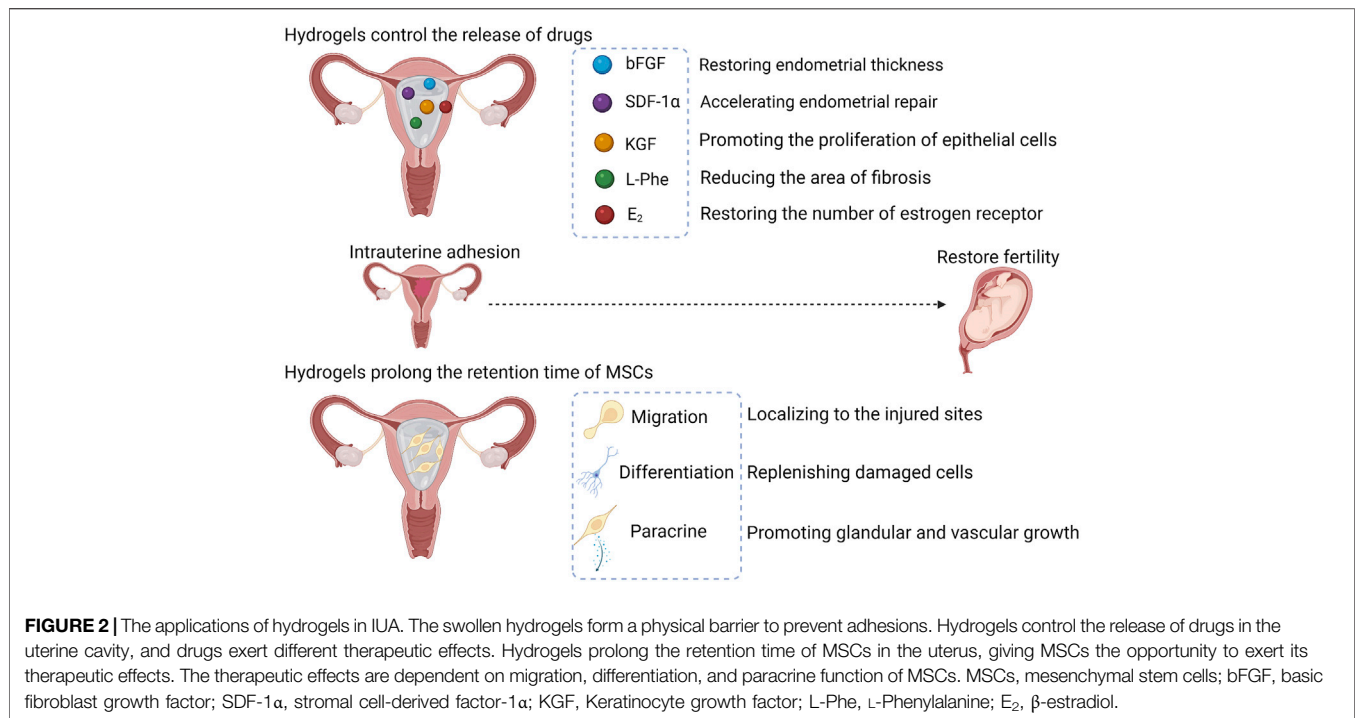 Hydrogels control the release of drugs
bFGF Restoring endometrial thickness
SDF-1α Accelerating endometrial repair
KGF Promoting the proliferation of epithelial cells
L-Phe Reducing the area of fibrosis
E₂ Restoring the number of estrogen receptor
Intrauterine adhesion
Restore fertility
Hydrogels prolong the retention time of MSCs
Migration Localizing to the injured sites
Differentiation Replenishing damaged cells
Paracrine Promoting glandular and vascular growth
FIGURE 2 | The applications of hydrogels in IUA. The swollen hydrogels form a physical barrier to prevent adhesions. Hydrogels control the release of drugs in the
uterine cavity, and drugs exert different therapeutic effects. Hydrogels prolong the retention time of MSCs in the uterus, giving MSCs the opportunity to exert its
therapeutic effects. The therapeutic effects are dependent on migration, differentiation, and paracrine function of MSCs. MSCs, mesenchymal stem cells; bFGF, basic
fibroblast growth factor; SDF-1α, stromal cell-derived factor-1α; KGF, Keratinocyte growth factor; L-Phe, ʟ-Phenylalanine; E₂, β-estradiol.